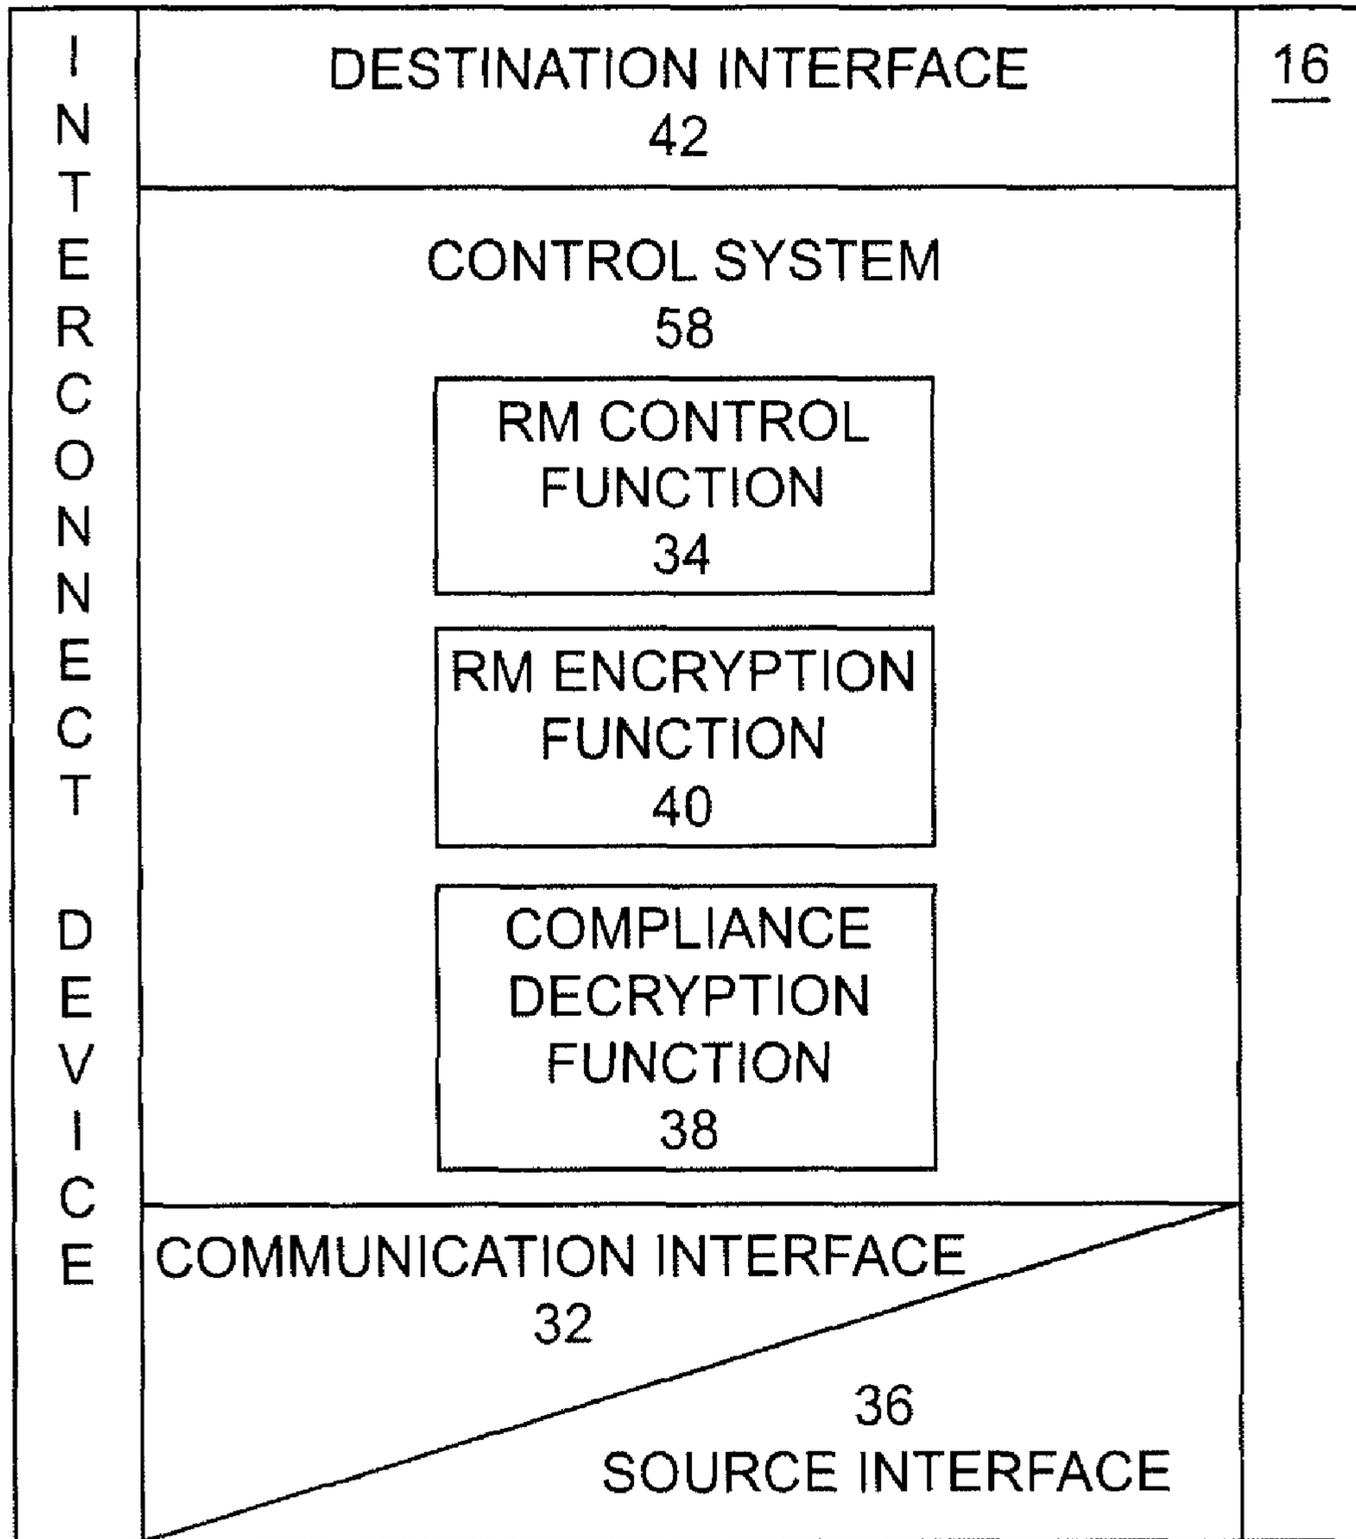 INTERCONNECT DEVICE
DESTINATION INTERFACE
42
16
CONTROL SYSTEM
58
RM CONTROL
FUNCTION
34
RM ENCRYPTION
FUNCTION
40
COMPLIANCE
DECRYPTION
FUNCTION
38
COMMUNICATION INTERFACE
32
36
SOURCE INTERFACE